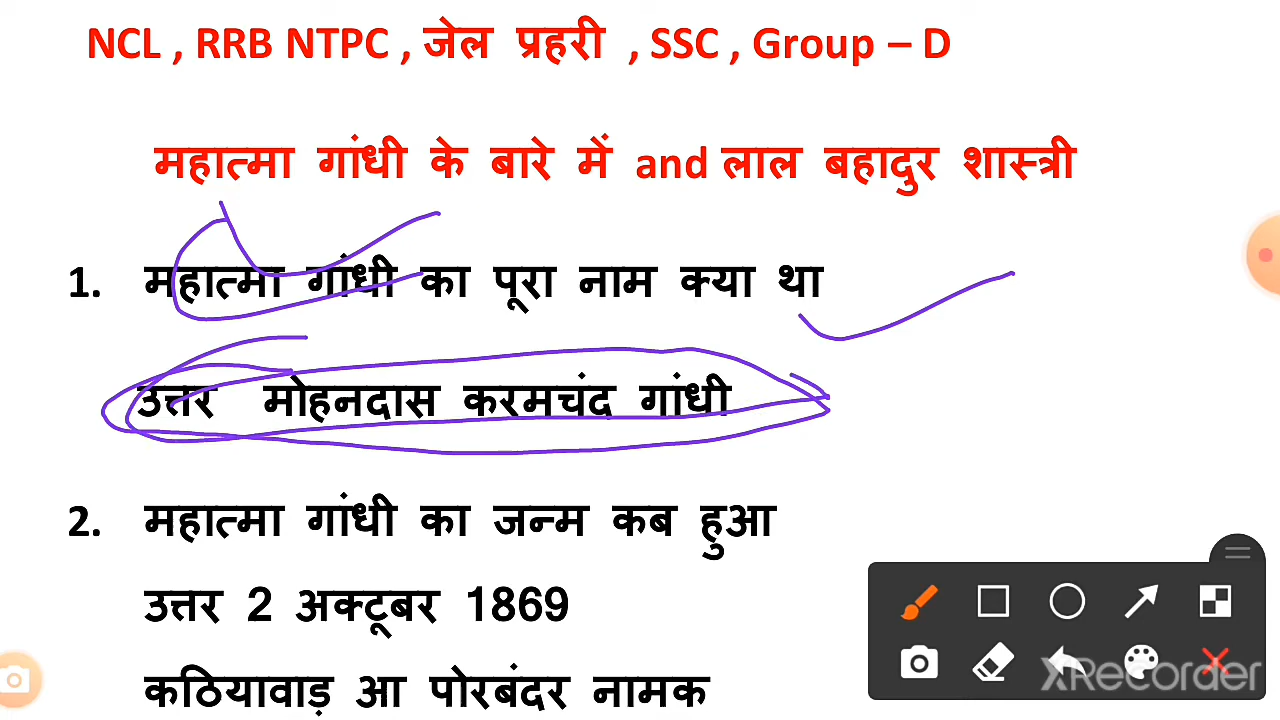 NCL , RRB NTPC , जेल प्रहरी , SSC , Group – D
महात्मा गांधी के बारे में and लाल बहादुर शास्त्री
1. महात्मा गांधी का पूरा नाम क्या था
उत्तर मोहनदास करमचंद गांधी
2. महात्मा गांधी का जन्म कब हुआ
उत्तर 2 अक्टूबर 1869
कठियावाड़ आ पोरबंदर नामक
XRecorder